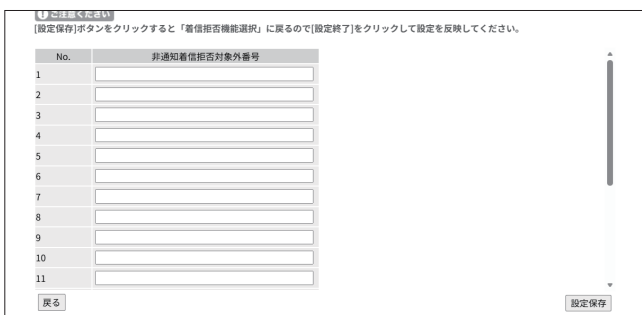 ご注意ください
[設定保存]ボタンをクリックすると「着信拒否機能選択」に戻るので[設定終了]をクリックして設定を反映してください。
No. 非通知着信拒否対象外番号
1
2
3
4
5
6
7
8
9
10
11
戻る 設定保存